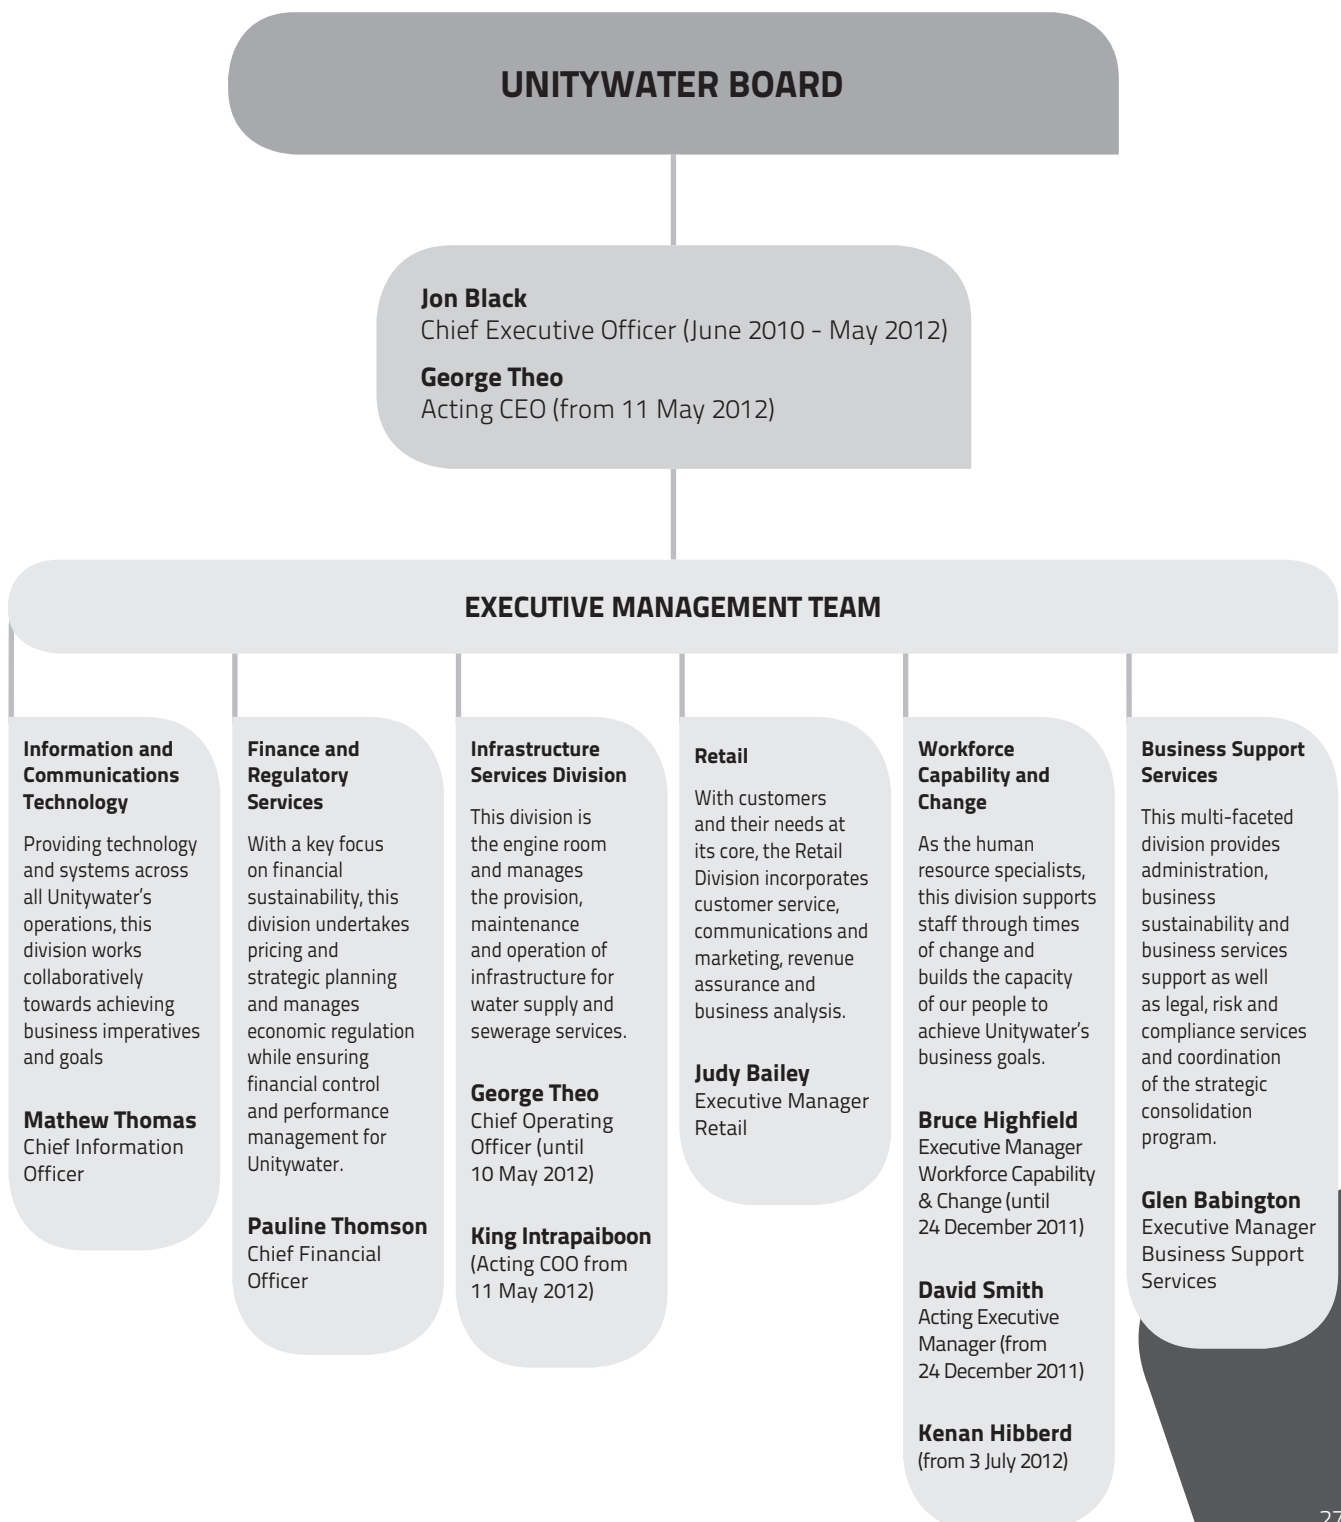 UNITYWATER BOARD
Jon Black
Chief Executive Officer (June 2010 - May 2012)
George Theo
Acting CEO (from 11 May 2012)
EXECUTIVE MANAGEMENT TEAM
Information and
Communications
Technology
Providing technology
and systems across
all Unitywater's
operations, this
division works
collaboratively
towards achieving
business imperatives
and goals
Mathew Thomas
Chief Information
Officer
Finance and
Regulatory
Services
With a key focus
on financial
sustainability, this
division undertakes
pricing and
strategic planning
and manages
economic regulation
while ensuring
financial control
and performance
management for
Unitywater.
Pauline Thomson
Chief Financial
Officer
Infrastructure
Services Division
This division is
the engine room
and manages
the provision,
maintenance
and operation of
infrastructure for
water supply and
sewerage services.
George Theo
Chief Operating
Officer (until
10 May 2012)
King Intrapaiboon
(Acting COO from
11 May 2012)
Retail
With customers
and their needs at
its core, the Retail
Division incorporates
customer service,
communications and
marketing, revenue
assurance and
business analysis.
Judy Bailey
Executive Manager
Retail
Workforce
Capability and
Change
As the human
resource specialists,
this division supports
staff through times
of change and
builds the capacity
of our people to
achieve Unitywater's
business goals.
Bruce Highfield
Executive Manager
Workforce Capability
& Change (until
24 December 2011)
David Smith
Acting Executive
Manager (from
24 December 2011)
Kenan Hibberd
(from 3 July 2012)
Business Support
Services
This multi-faceted
division provides
administration,
business
sustainability and
business services
support as well
as legal, risk and
compliance services
and coordination
of the strategic
consolidation
program.
Glen Babington
Executive Manager
Business Support
Services
27